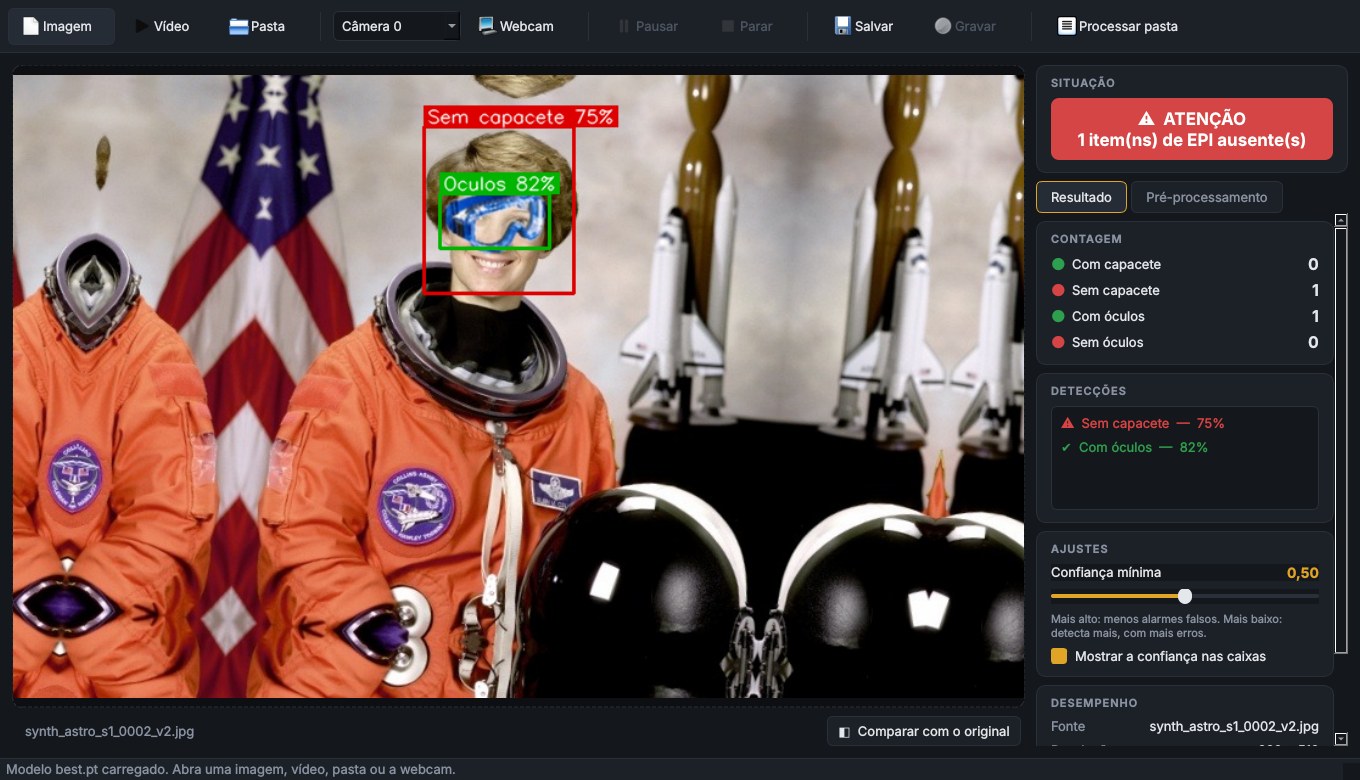 Imagem
Vídeo
Pasta
Câmera 0
Webcam
Pausar
Parar
Salvar
Gravar
Processar pasta
Sem capacete 75%
Oculos 82%
SITUAÇÃO
ATENÇÃO
1 item(ns) de EPI ausente(s)
Resultado
Pré-processamento
CONTAGEM
Com capacete 0
Sem capacete 1
Com óculos 1
Sem óculos 0
DETECÇÕES
Sem capacete — 75%
Com óculos — 82%
AJUSTES
Confiança mínima 0,50
Mais alto: menos alarmes falsos. Mais baixo:
detecta mais, com mais erros.
Mostrar a confiança nas caixas
DESEMPENHO
Fonte synth_astro_s1_0002_v2.jpg
synth_astro_s1_0002_v2.jpg
Comparar com o original
Modelo best.pt carregado. Abra uma imagem, vídeo, pasta ou a webcam.